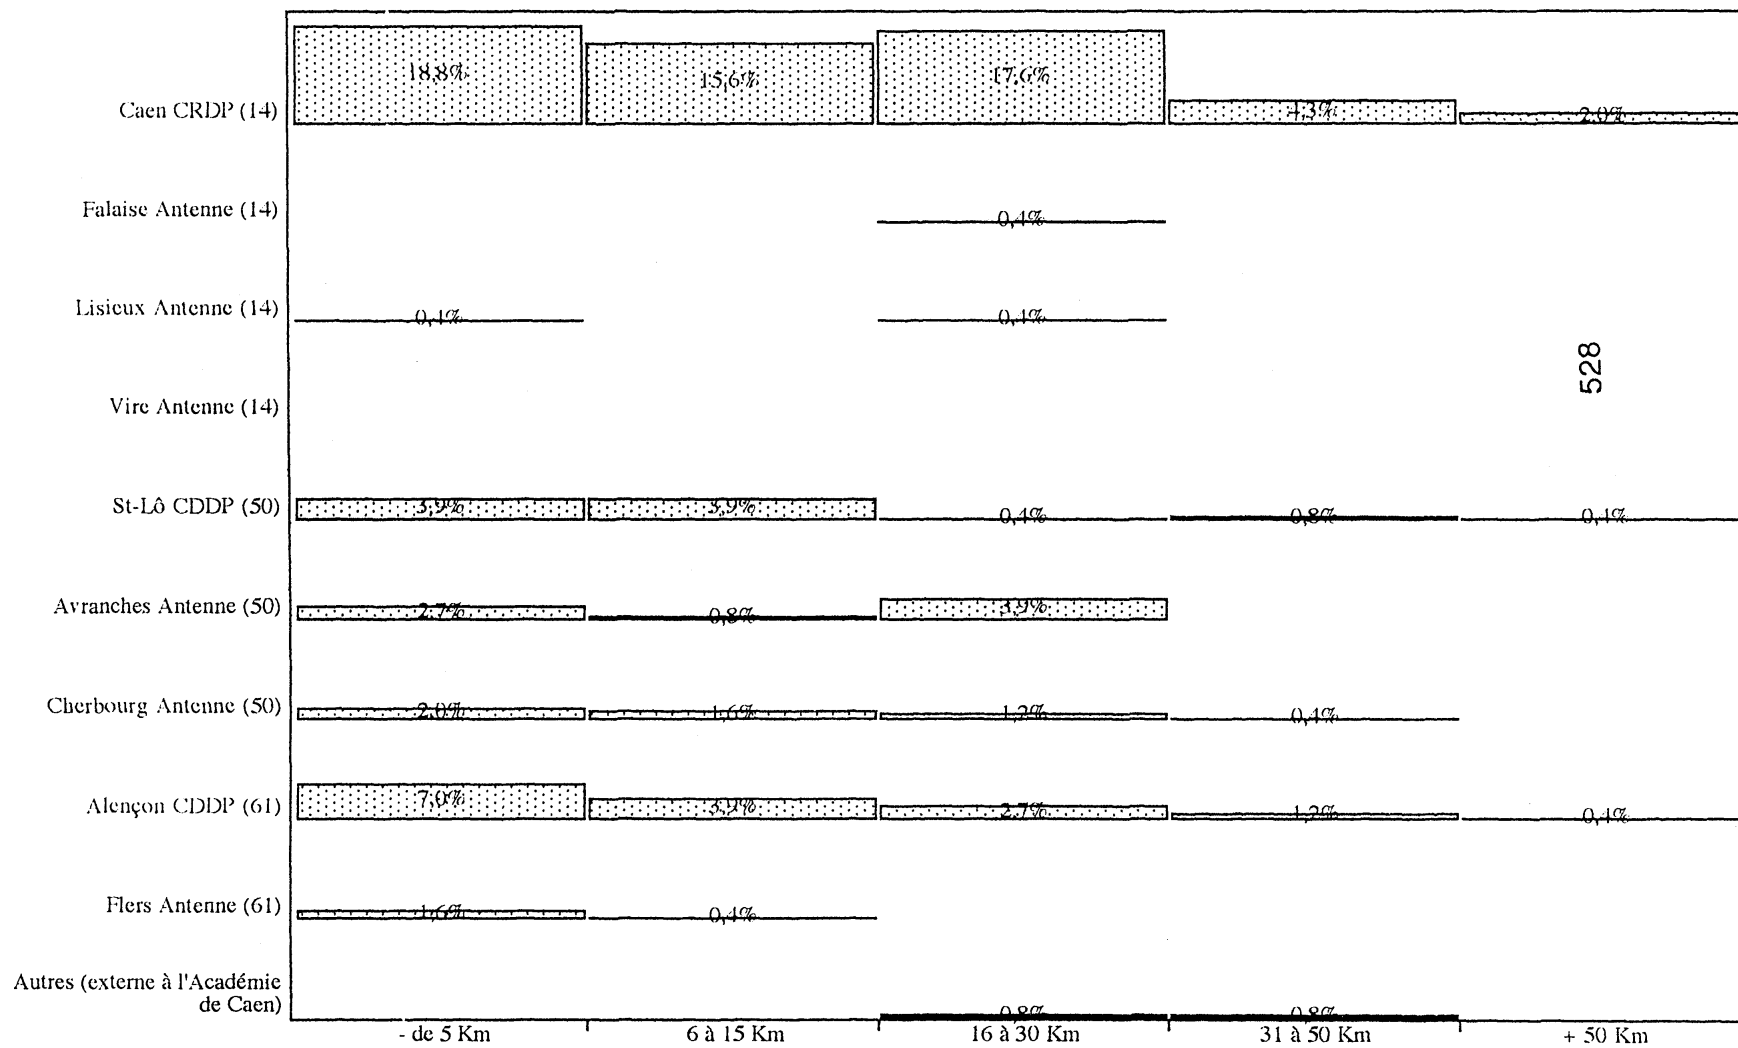 Caen CRDP (14) 18,8% 15,6% 17,6% 4,3% 2,0%
Falaise Antenne (14) 0,4%
Lisieux Antenne (14) 0,4% 0,4%
528
Vire Antenne (14)
St-Lô CDDP (50) 3,9% 3,9% 0,4% 0,8% 0,4%
Avranches Antenne (50) 2,7% 0,8% 3,9%
Cherbourg Antenne (50) 2,0% 1,6% 1,2% 0,4%
Alençon CDDP (61) 7,0% 3,9% 2,7% 1,2% 0,4%
Flers Antenne (61) 1,6% 0,4%
Autres (externe à l'Académie
de Caen) 0,8% 0,8%
- de 5 Km 6 à 15 Km 16 à 30 Km 31 à 50 Km + 50 Km